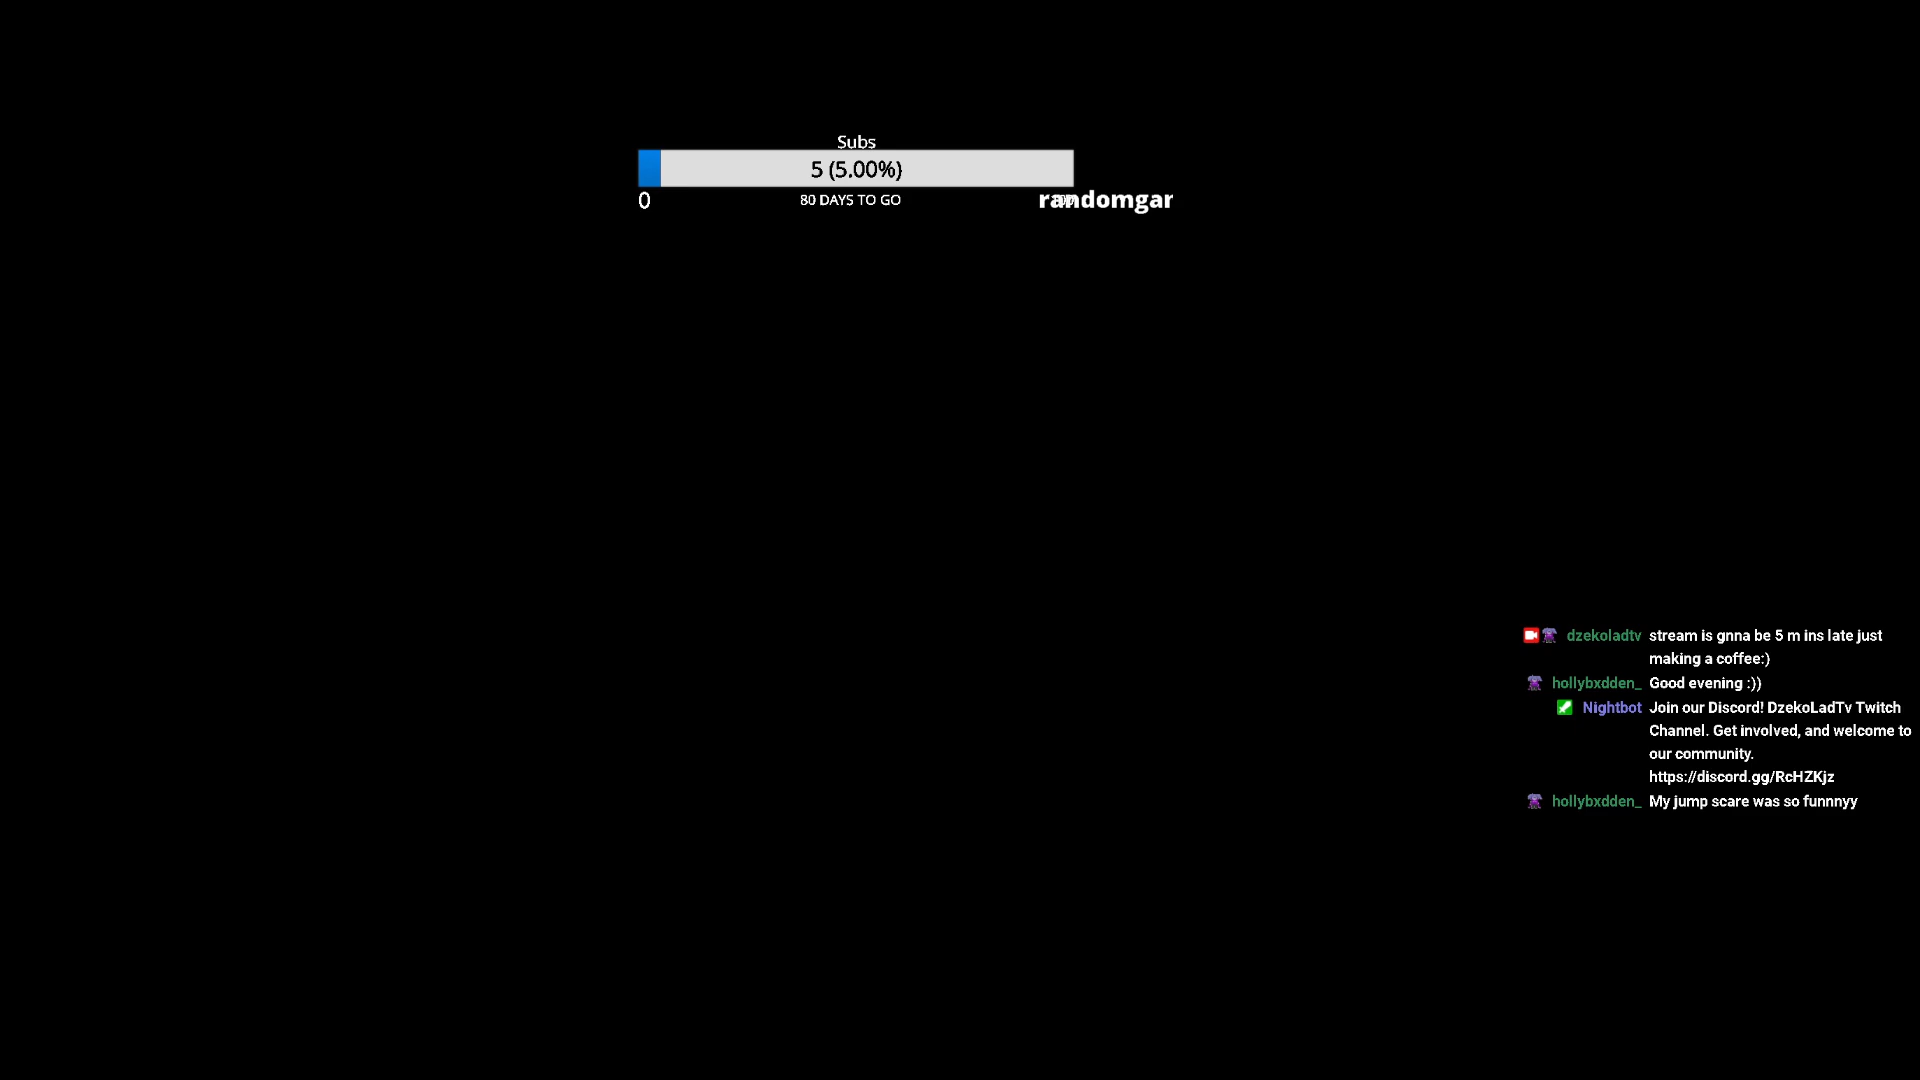 Subs
5 (5.00%)
0
80 DAYS TO GO
randomgar
dzekoladtv stream is gnna be 5 m ins late just
making a coffee:)
hollybxdden_ Good evening :))
Nightbot Join our Discord! DzekoLadTv Twitch
Channel. Get involved, and welcome to
our community.
https://discord.gg/RcHZKjz
hollybxdden_ My jump scare was so funnnyy